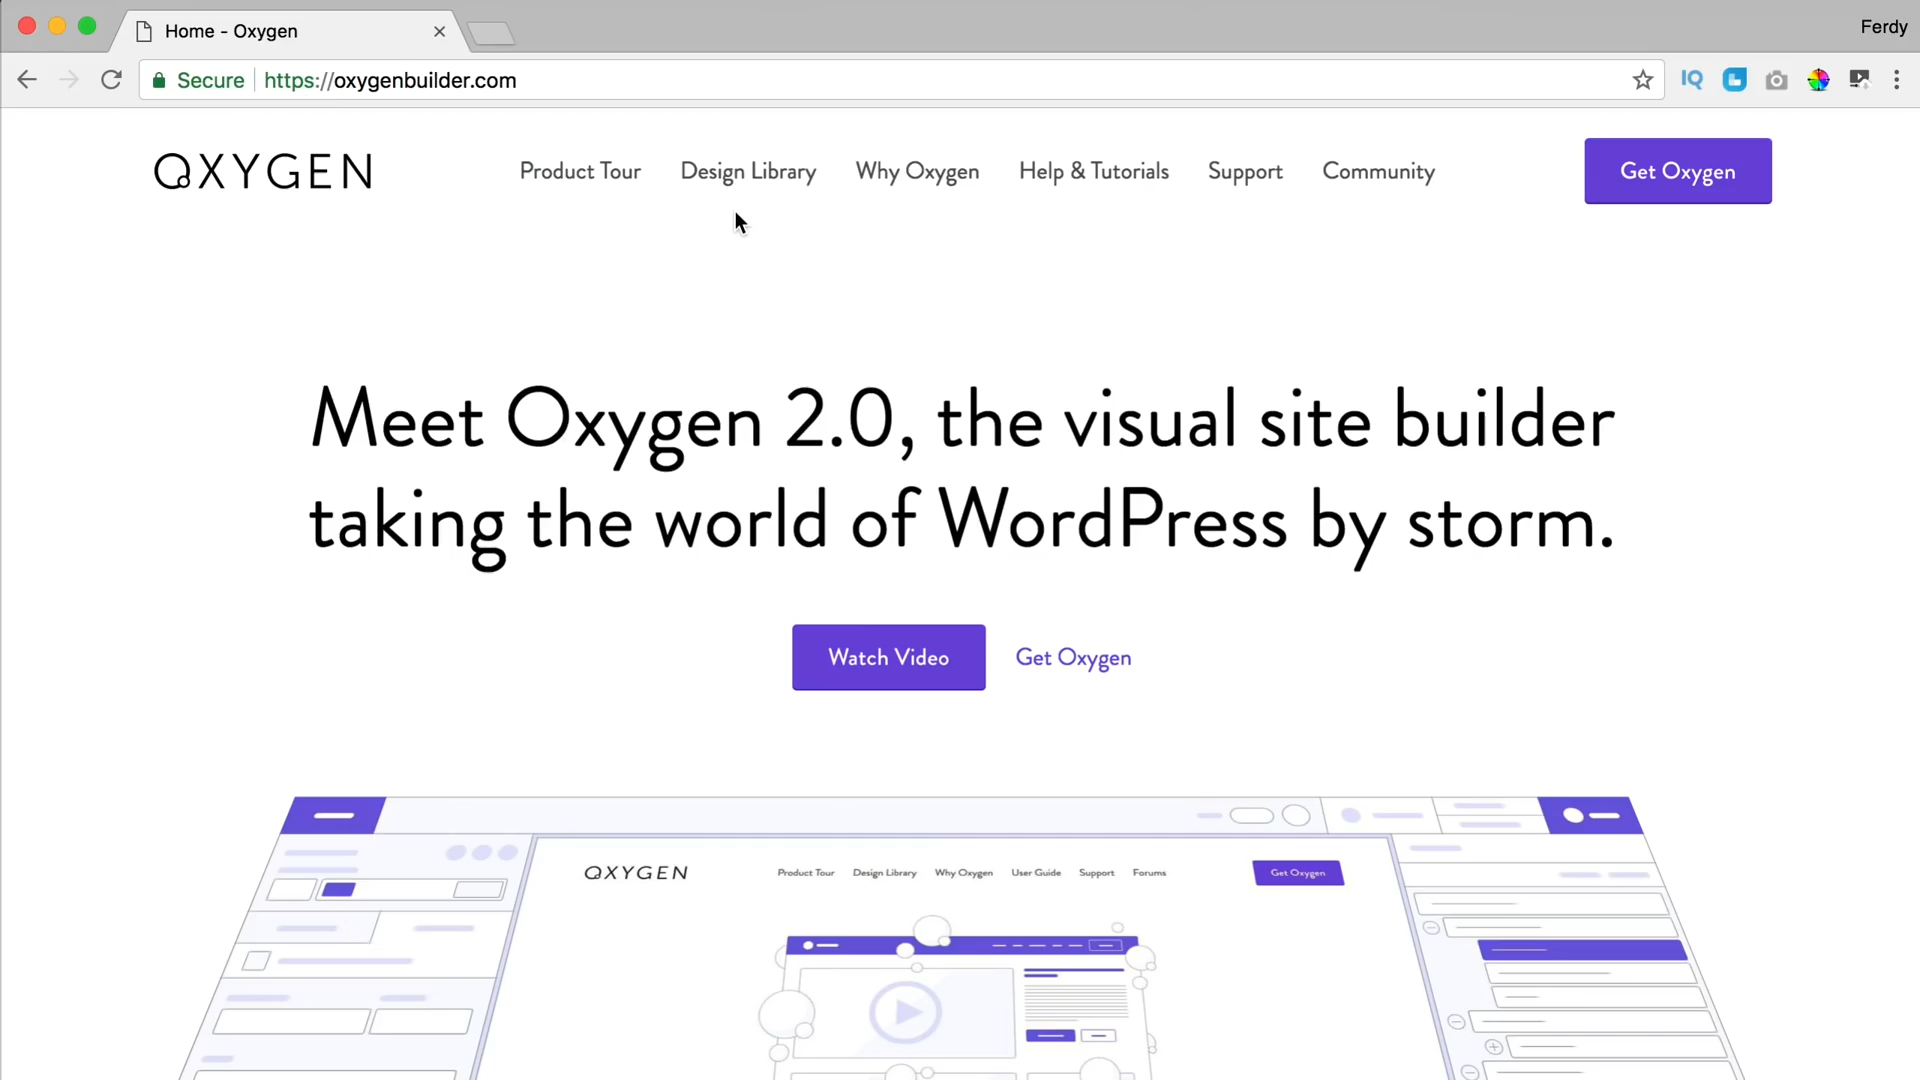 Home - Oxygen
Ferdy
Secure https://oxygenbuilder.com
IQ
OXYGEN
Product Tour Design Library Why Oxygen Help & Tutorials Support Community Get Oxygen
Meet Oxygen 2.0, the visual site builder
taking the world of WordPress by storm.
Watch Video Get Oxygen
OXYGEN Product Tour Design Library Why Oxygen User Guide Support Forums Get Oxygen